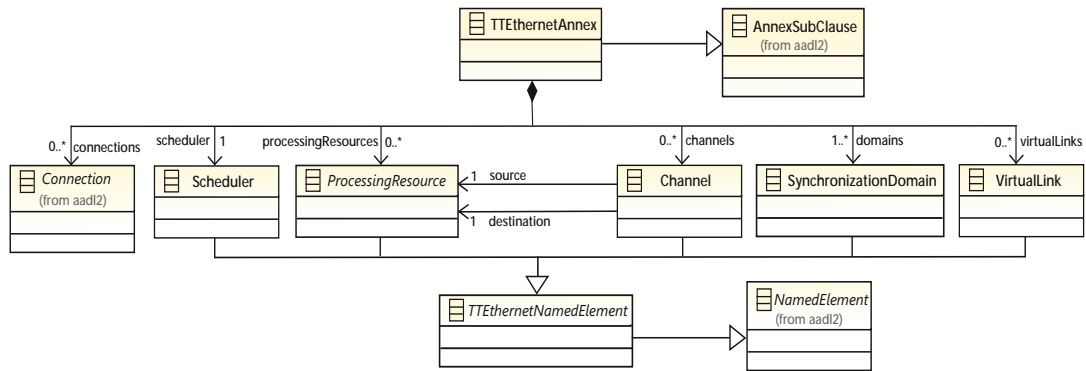 TTEthernetAnnex
AnnexSubClause
(from aadl2)
0..* connections
scheduler 1
processingResources 0..*
0..* channels
1..* domains
0..* virtualLinks
Connection
(from aadl2)
Scheduler
ProcessingResource
1 source
1 destination
Channel
SynchronizationDomain
VirtualLink
TTEthernetNamedElement
NamedElement
(from aadl2)